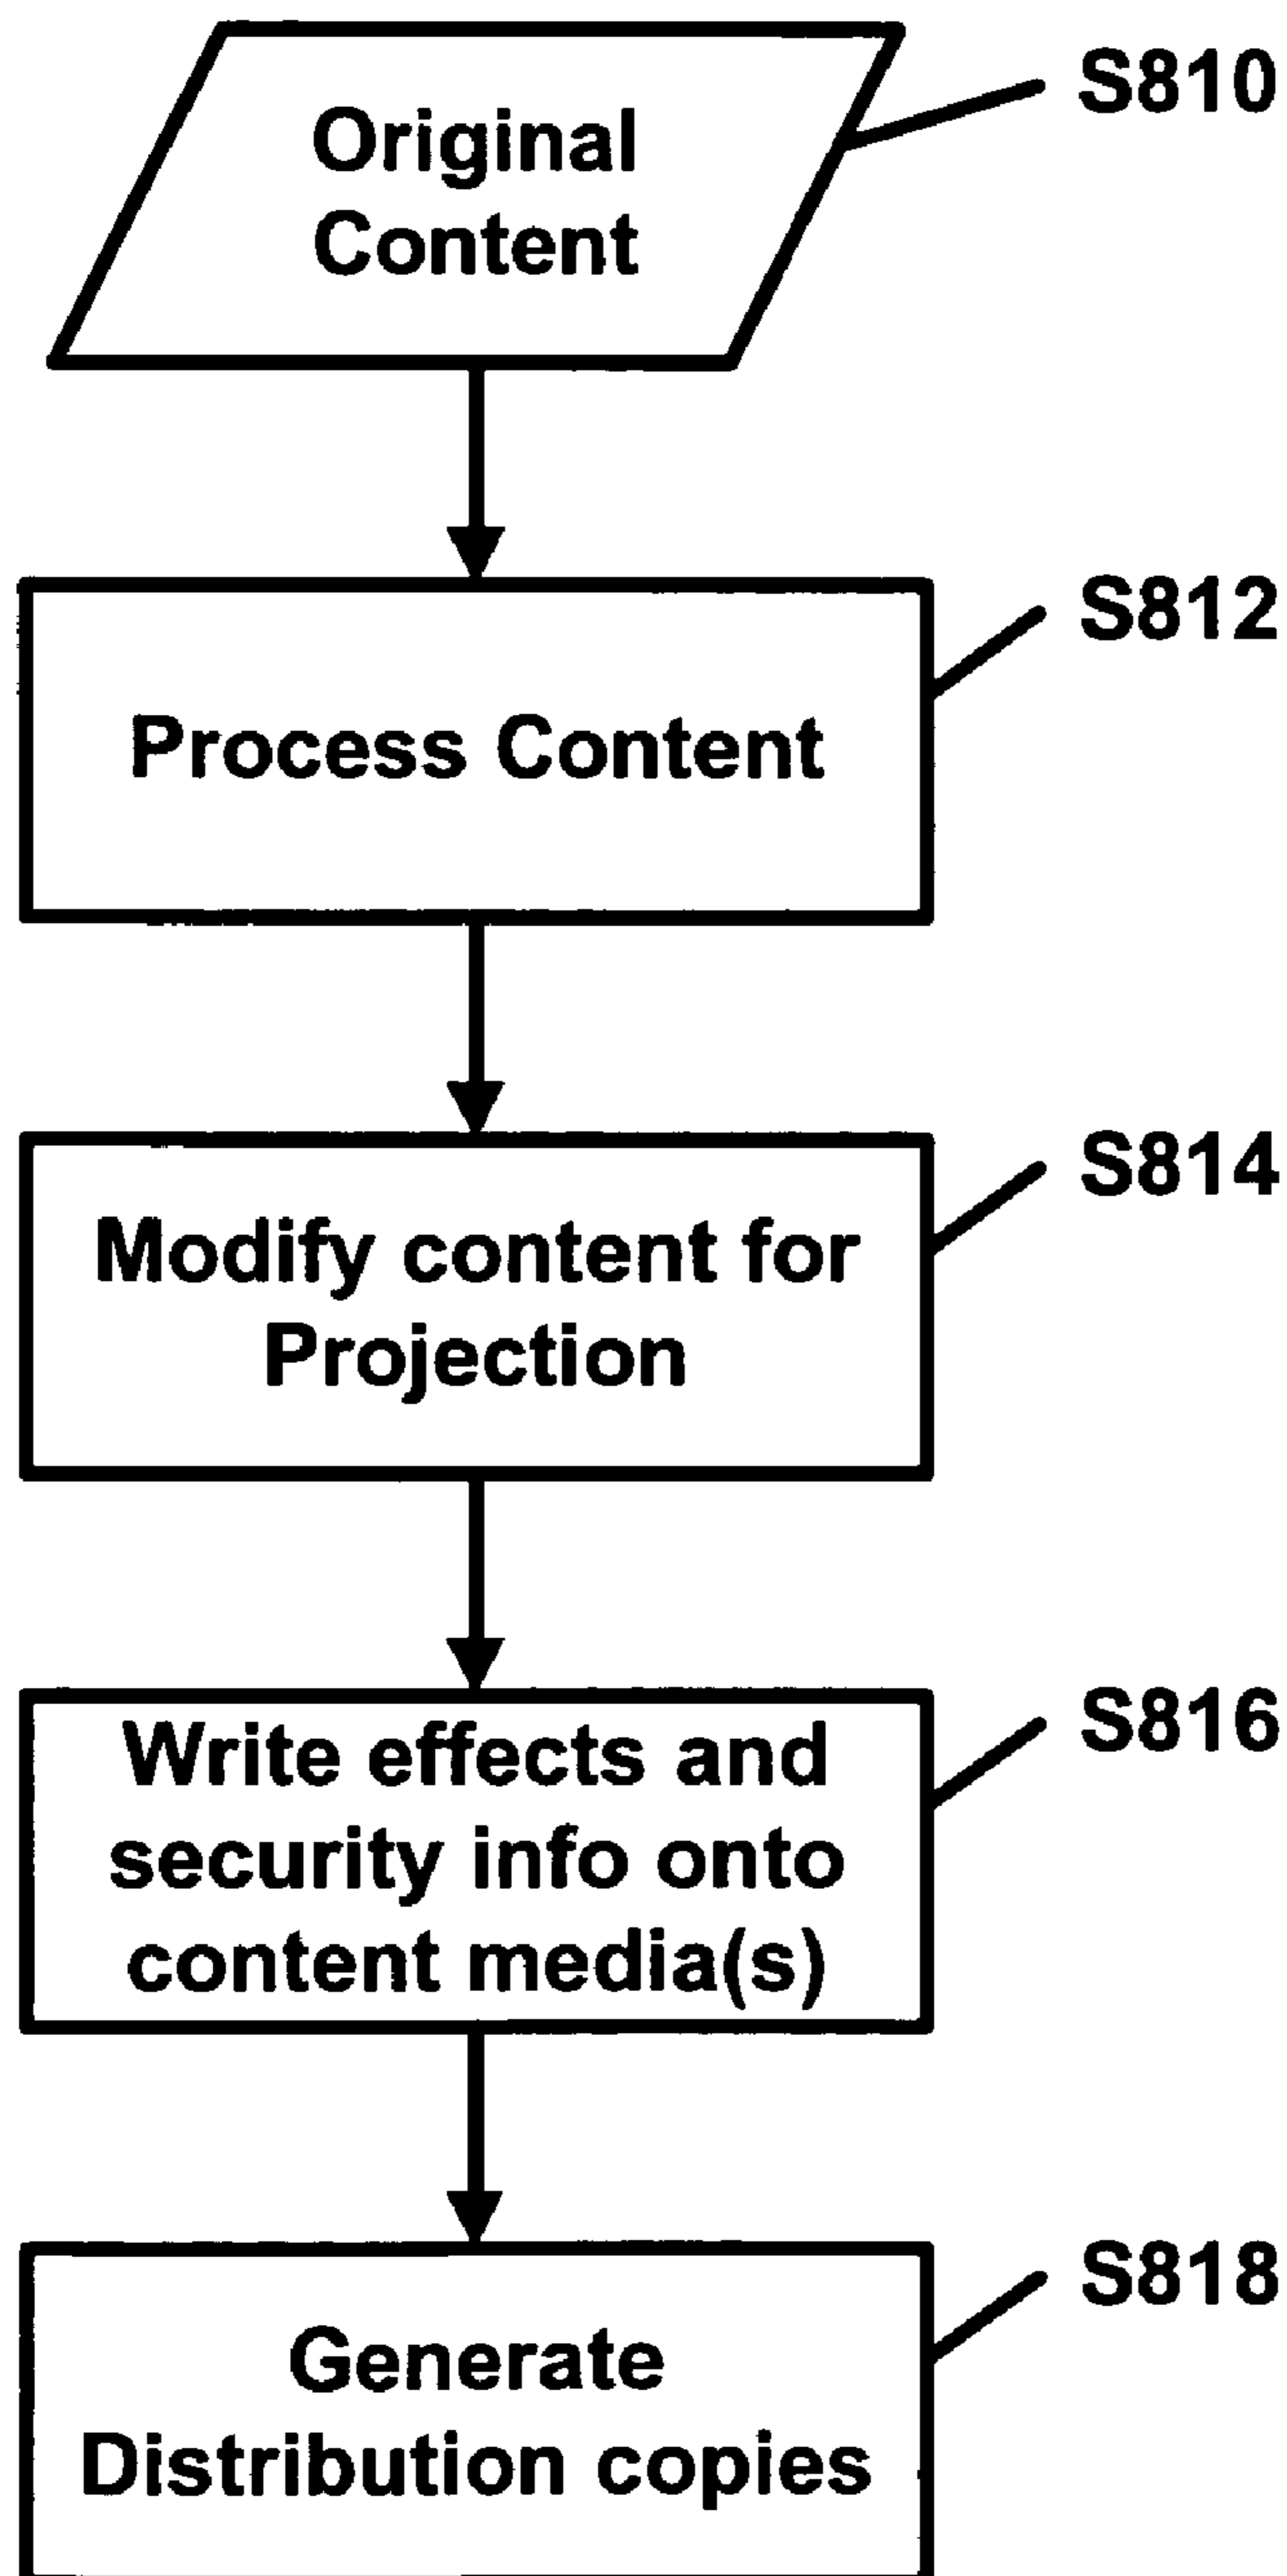 Original
Content
S810
Process Content
S812
Modify content for
Projection
S814
Write effects and
security info onto
content media(s)
S816
Generate
Distribution copies
S818